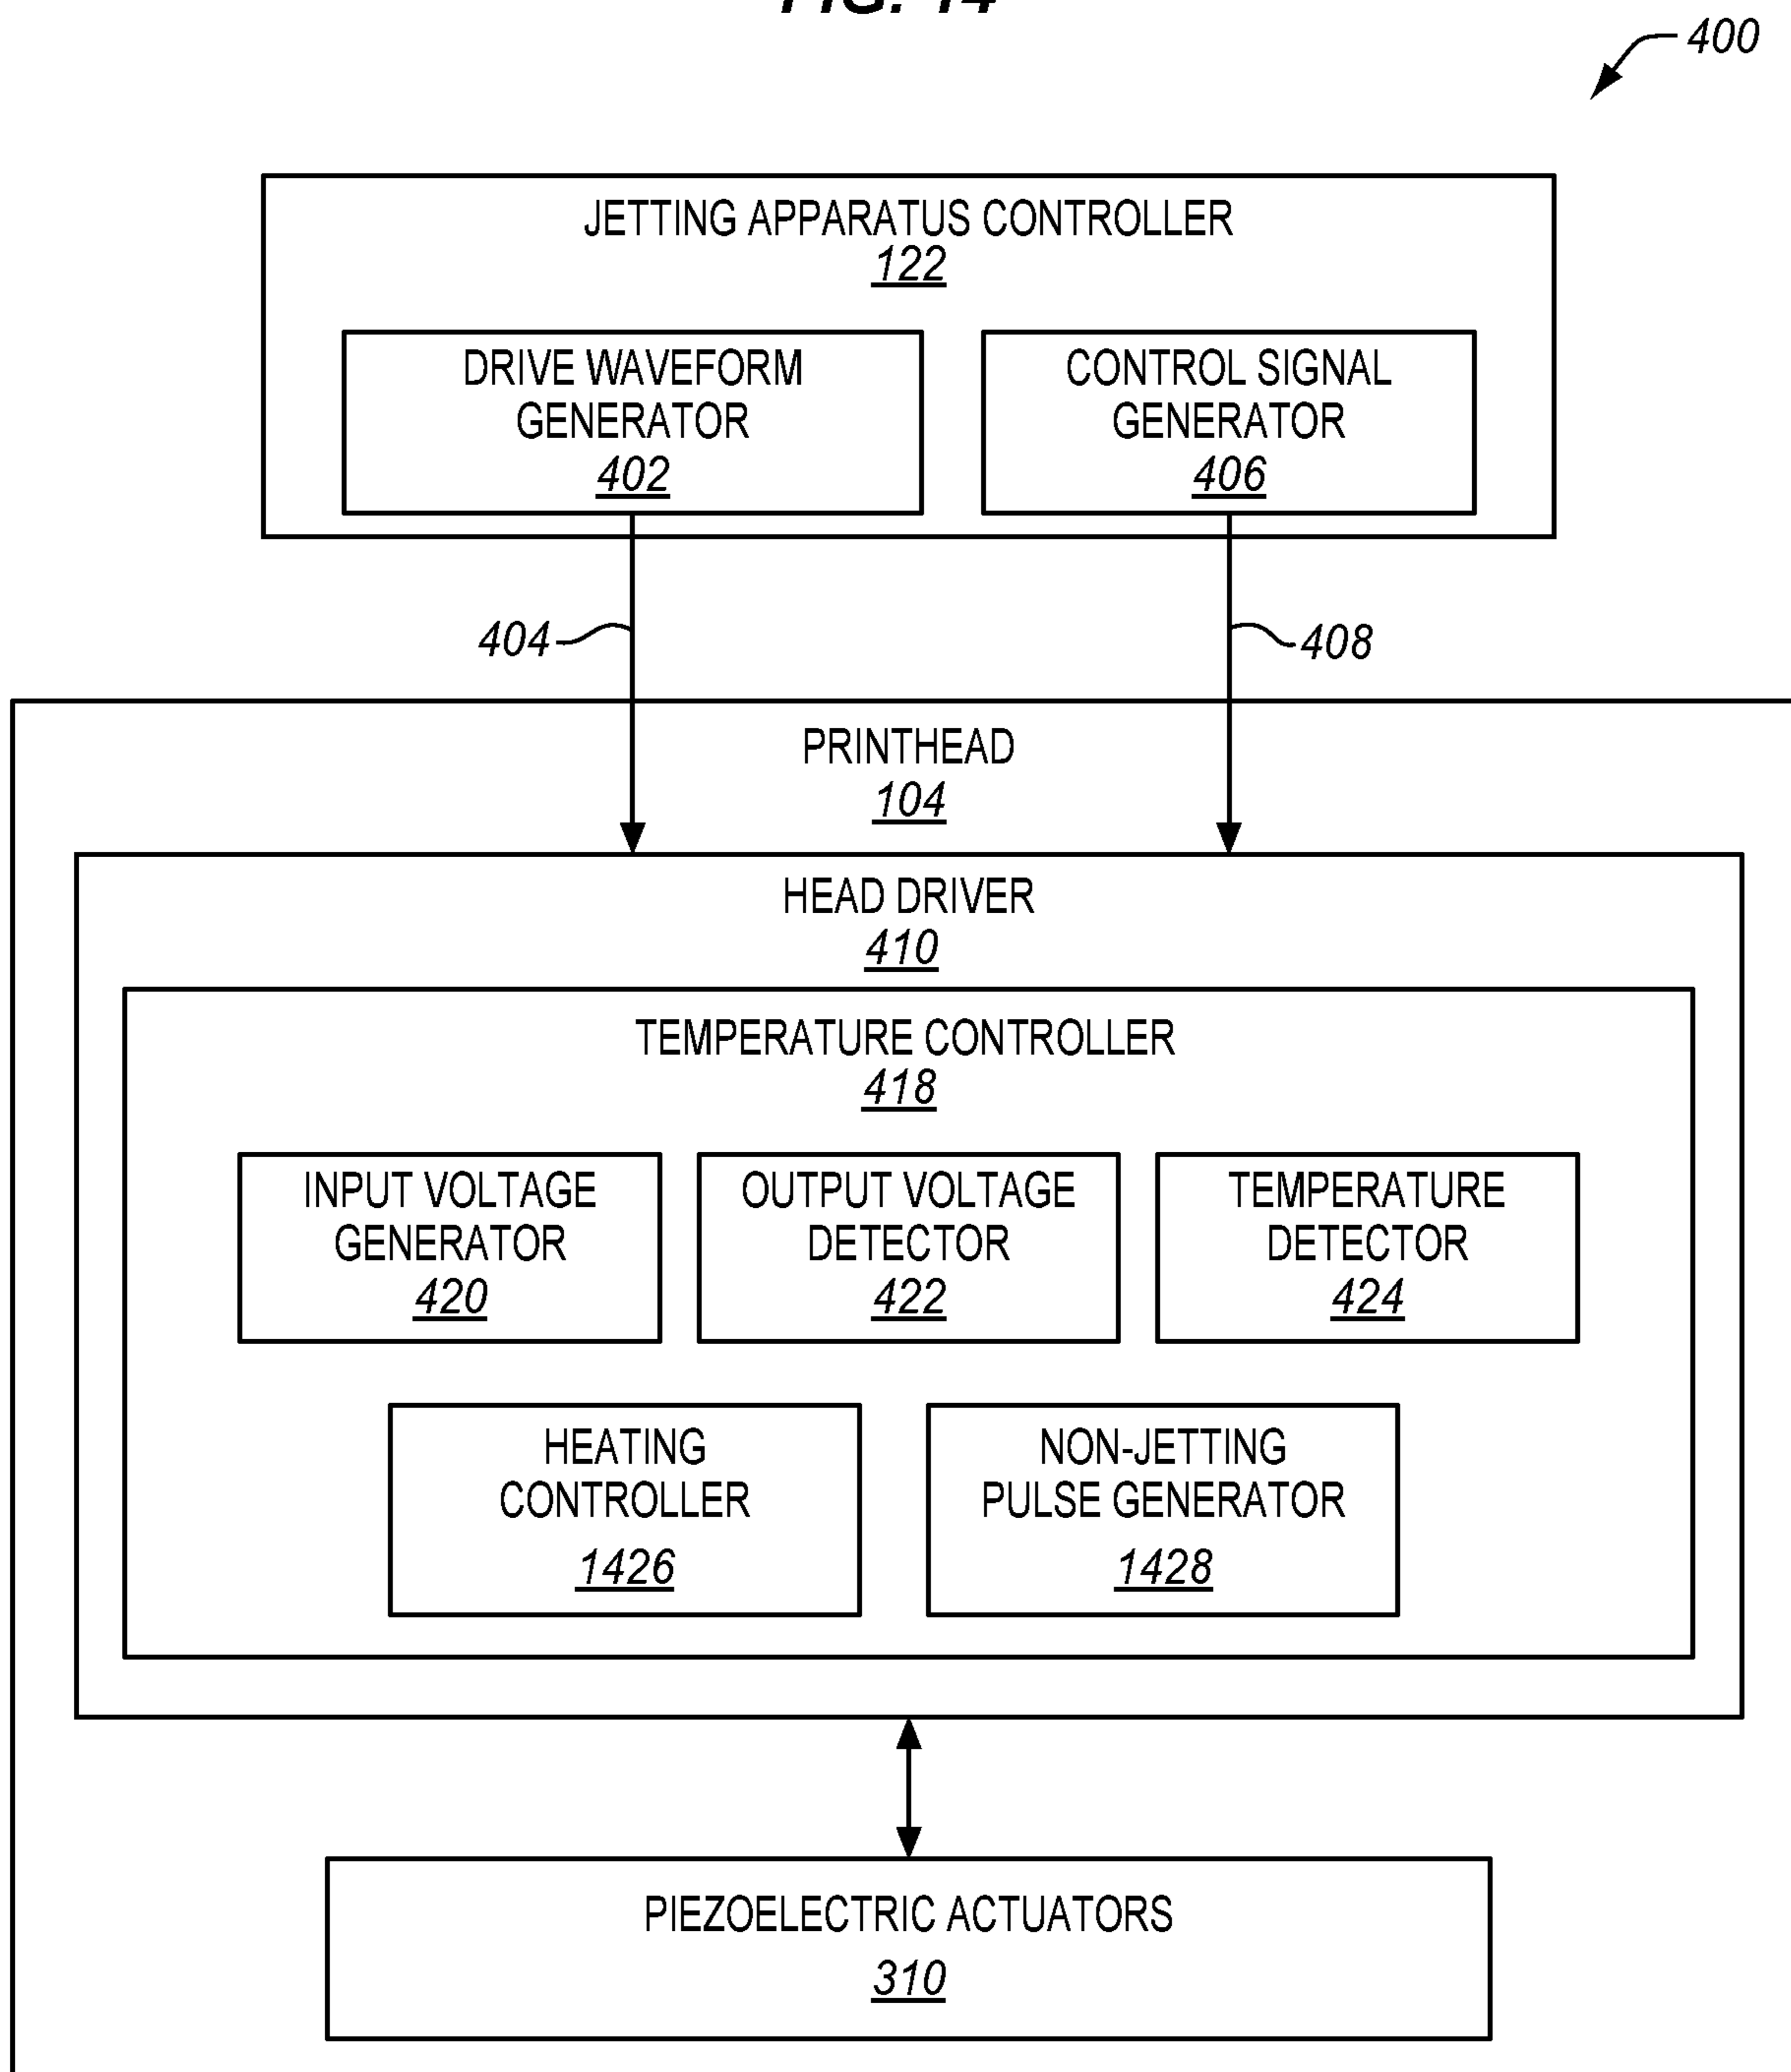 FIG. 14
400
JETTING APPARATUS CONTROLLER
122
DRIVE WAVEFORM
GENERATOR
402
CONTROL SIGNAL
GENERATOR
406
404
408
PRINTHEAD
104
HEAD DRIVER
410
TEMPERATURE CONTROLLER
418
INPUT VOLTAGE
GENERATOR
420
OUTPUT VOLTAGE
DETECTOR
422
TEMPERATURE
DETECTOR
424
HEATING
CONTROLLER
1426
NON-JETTING
PULSE GENERATOR
1428
PIEZOELECTRIC ACTUATORS
310